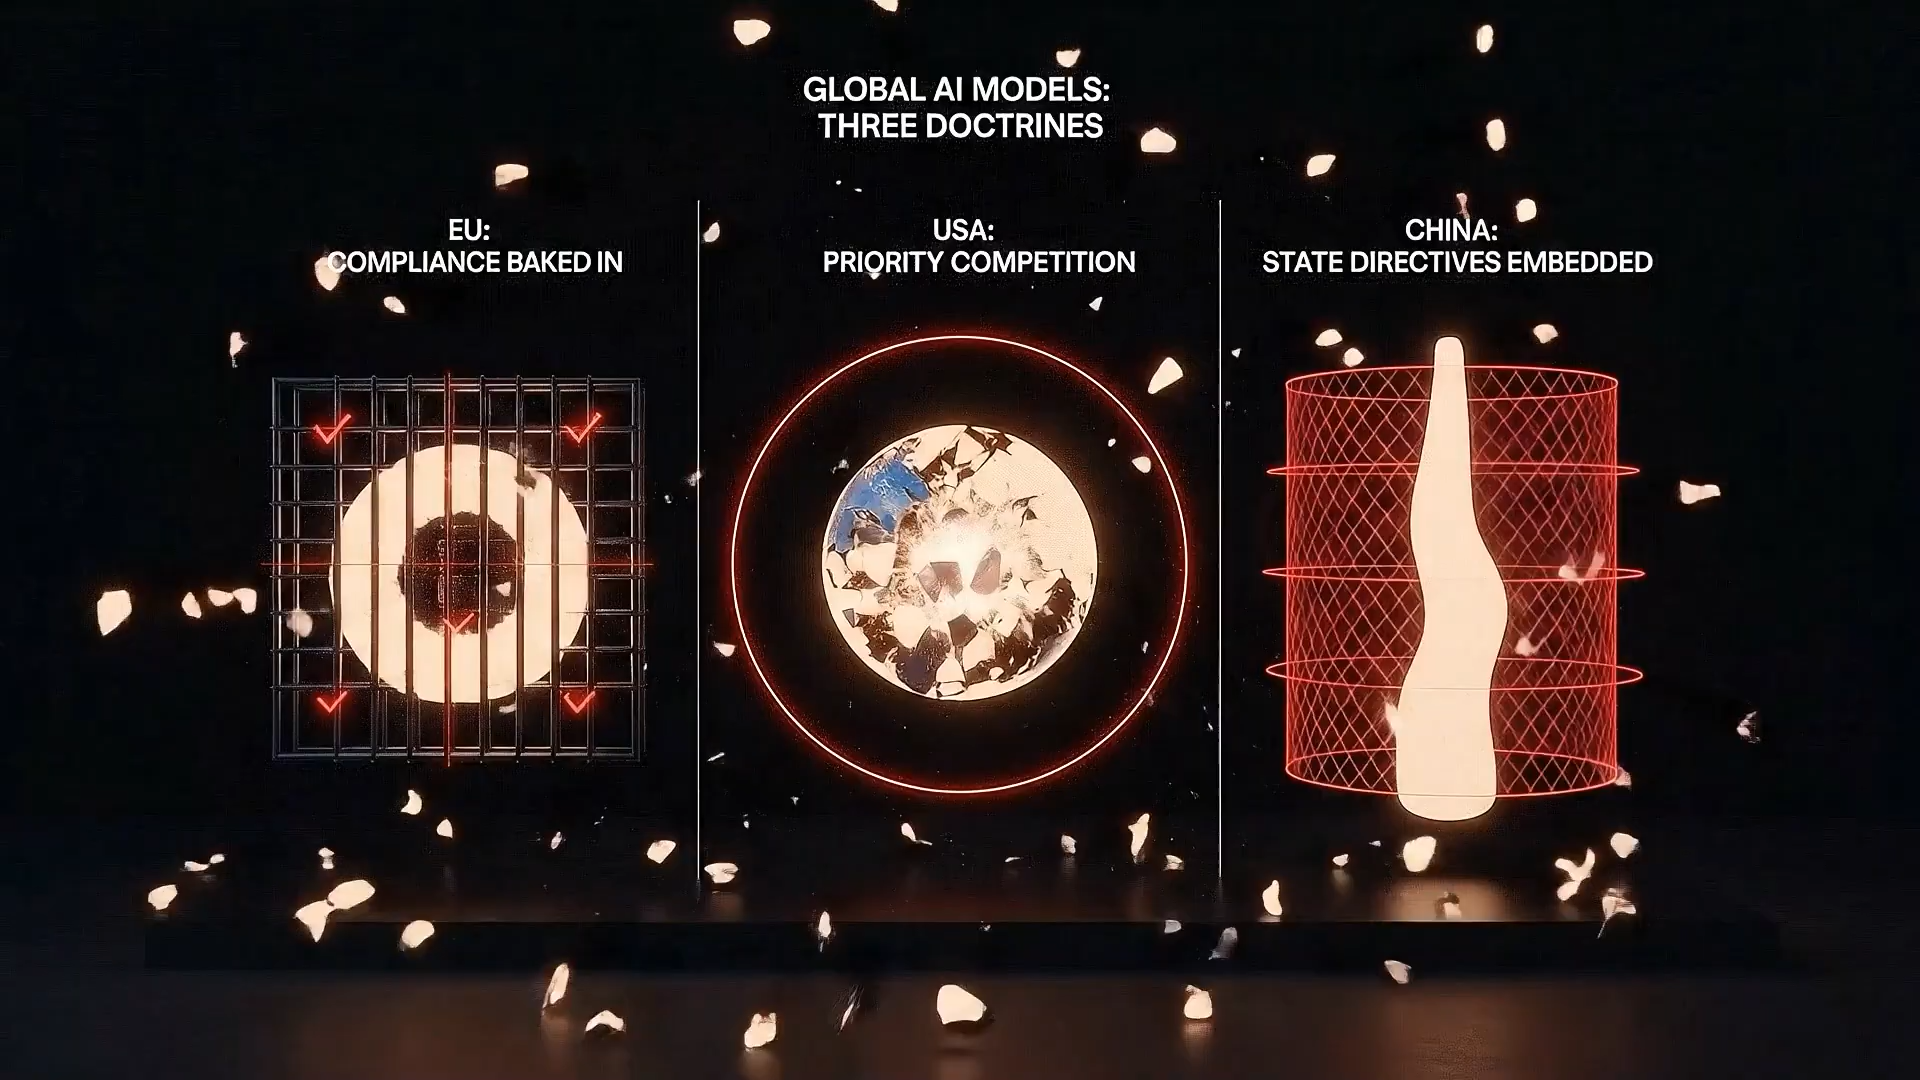 GLOBAL AI MODELS:
THREE DOCTRINES
EU:
COMPLIANCE BAKED IN
USA:
PRIORITY COMPETITION
CHINA:
STATE DIRECTIVES EMBEDDED